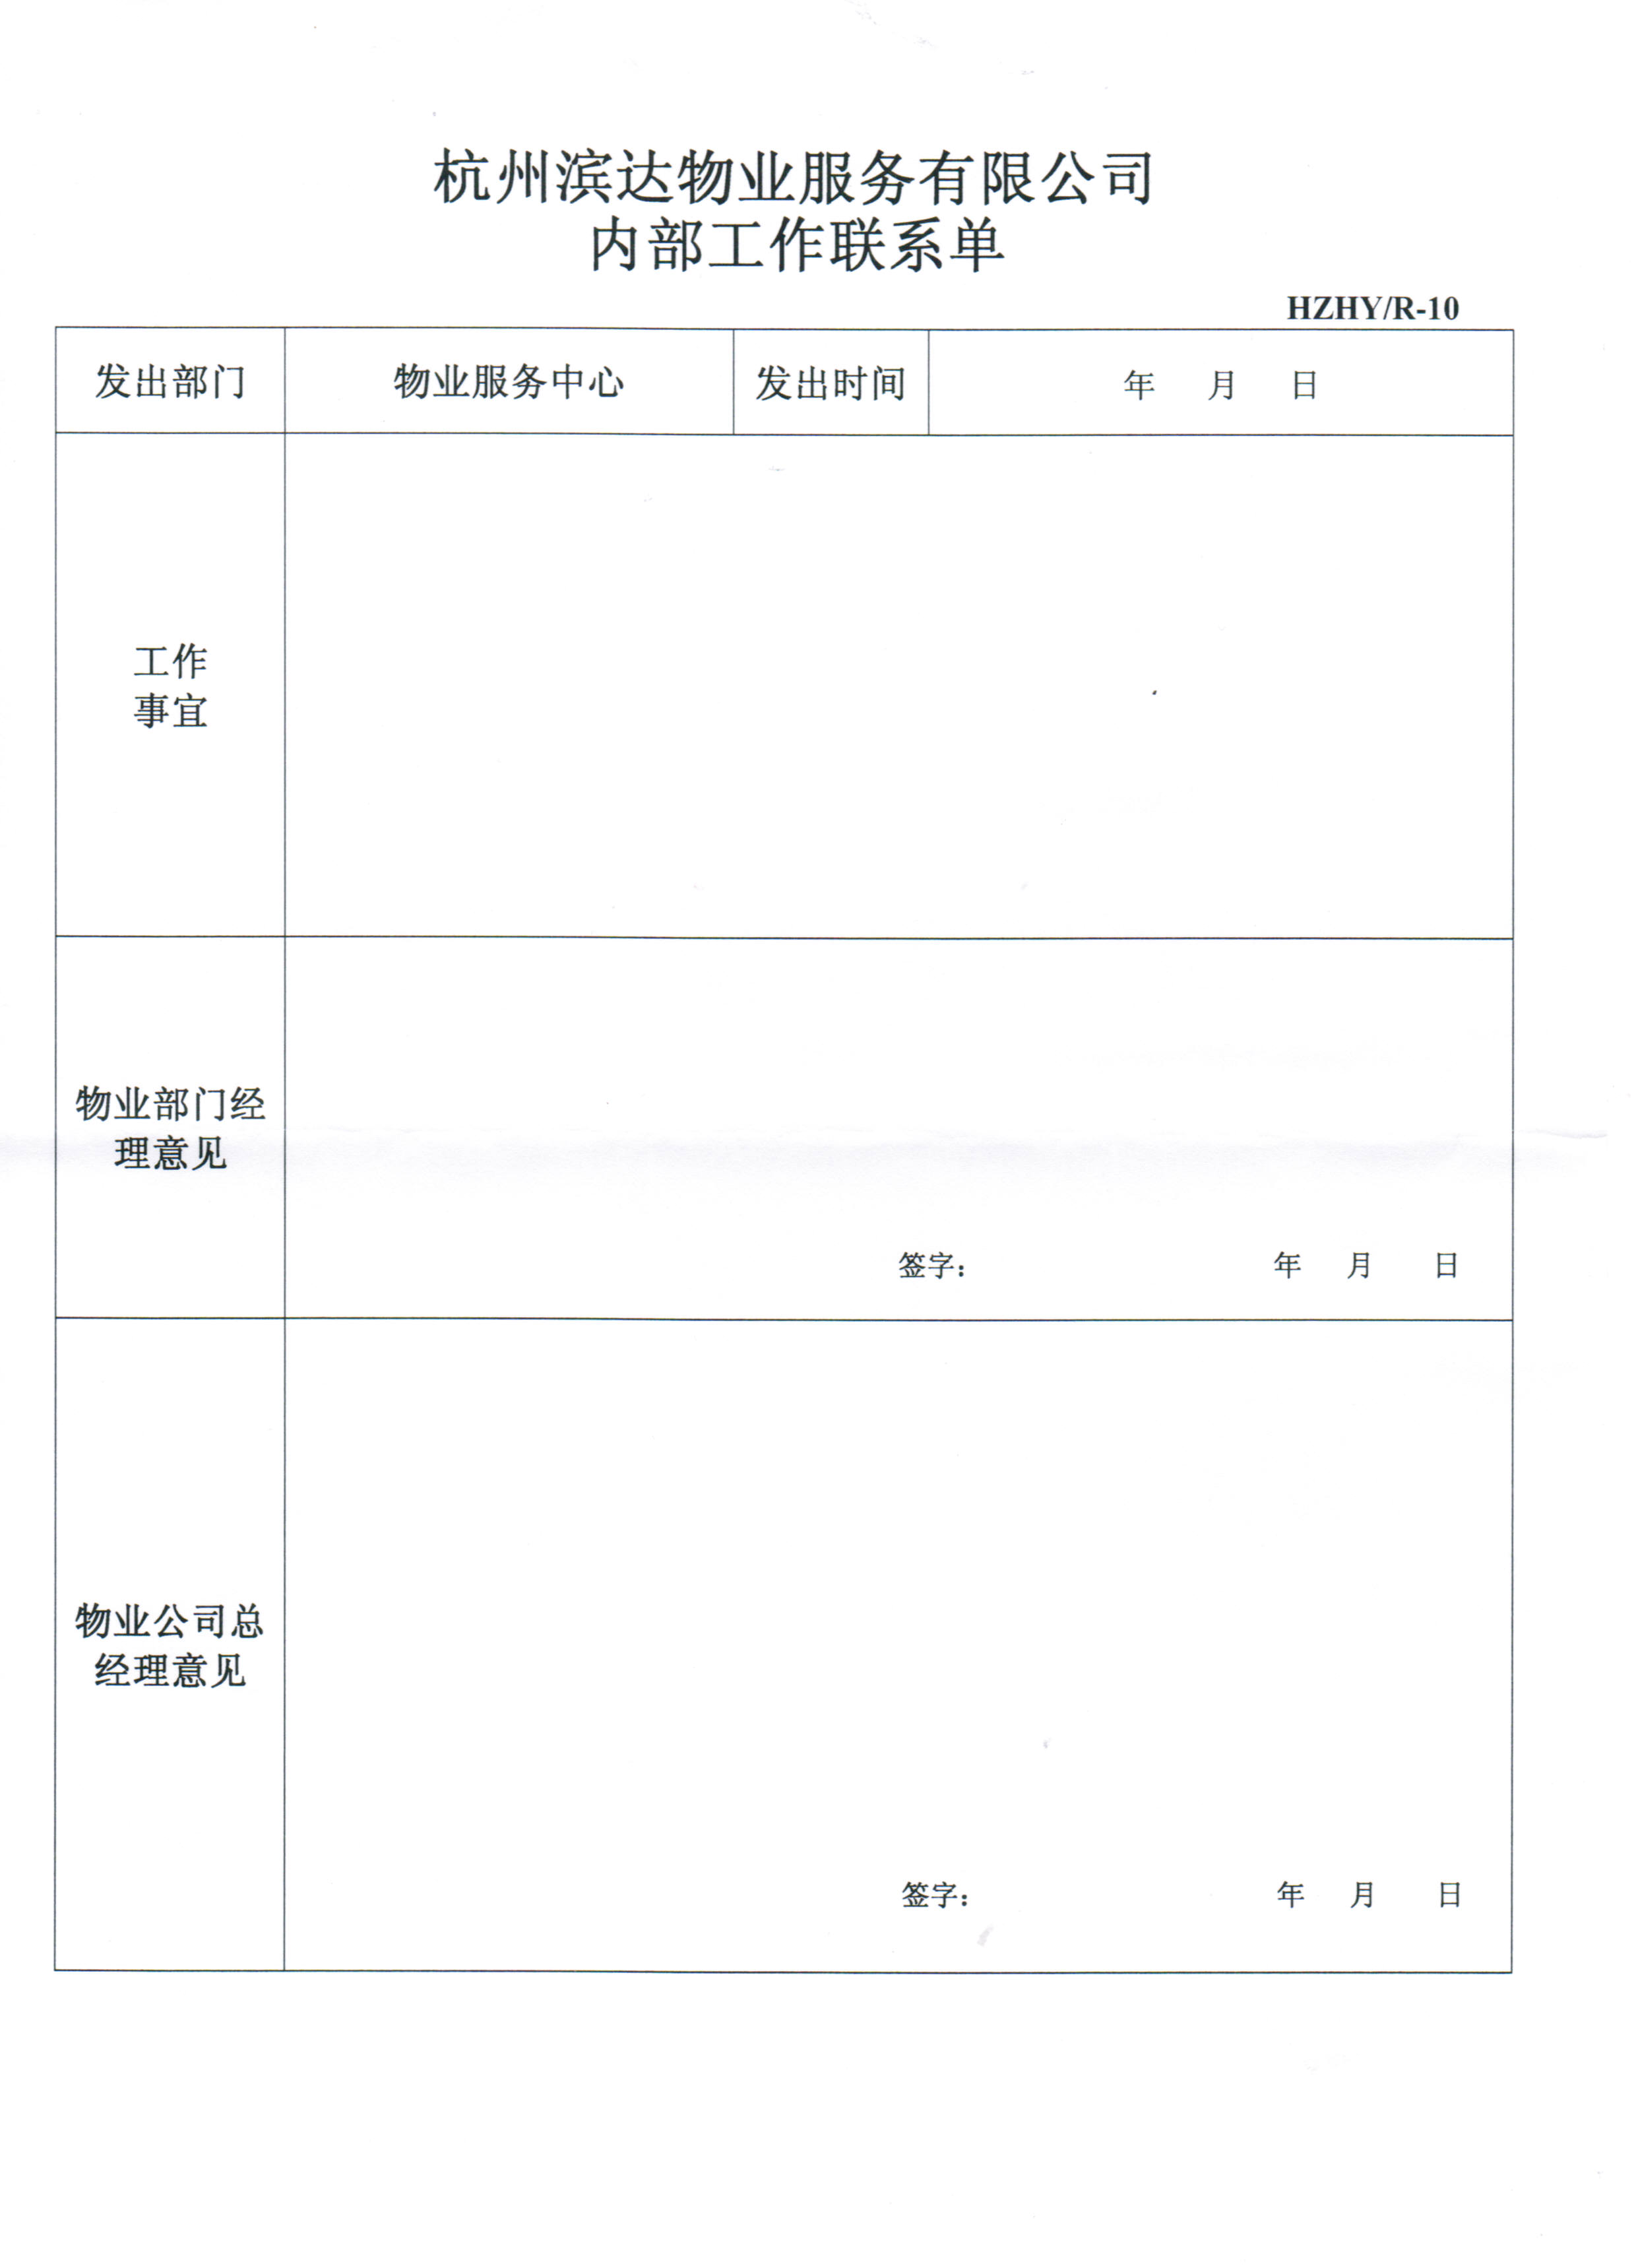 杭州滨达物业服务有限公司
内部工作联系单
HZHY/R-10
发出部门 物业服务中心 发出时间 年 月 日
工作
事宜
物业部门经
理意见
签字： 年 月 日
物业公司总
经理意见
签字： 年 月 日